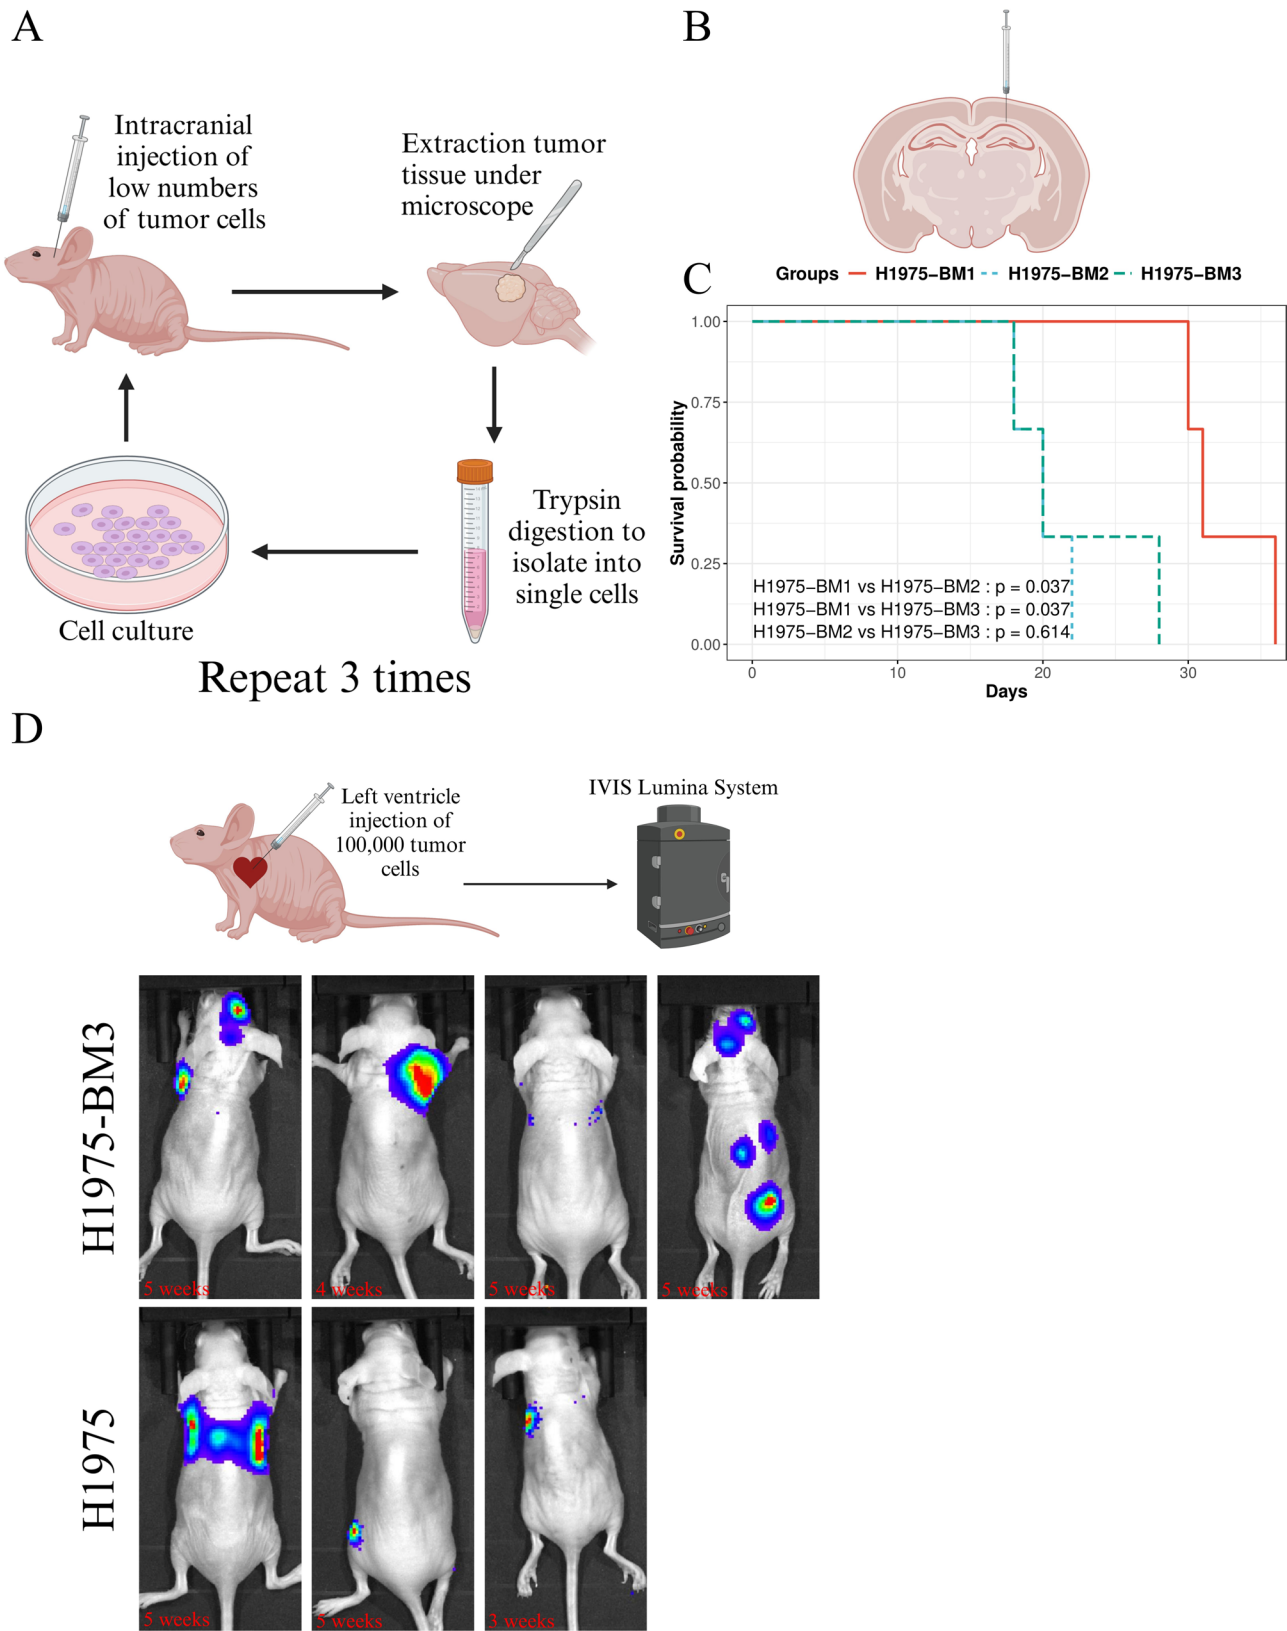 A
Intracranial
injection of
low numbers
of tumor cells
Extraction tumor
tissue under
microscope
Trypsin
digestion to
isolate into
single cells
Cell culture
Repeat 3 times
B
C
Groups H1975-BM1 H1975-BM2 H1975-BM3
Survival probability
1.00
0.75
0.50
0.25
0.00
H1975-BM1 vs H1975-BM2 : p = 0.037
H1975-BM1 vs H1975-BM3 : p = 0.037
H1975-BM2 vs H1975-BM3 : p = 0.614
0 10 20 30
Days
D
Left ventricle
injection of
100,000 tumor
cells
IVIS Lumina System
H1975-BM3
5 weeks
4 weeks
5 weeks
5 weeks
H1975
5 weeks
5 weeks
3 weeks